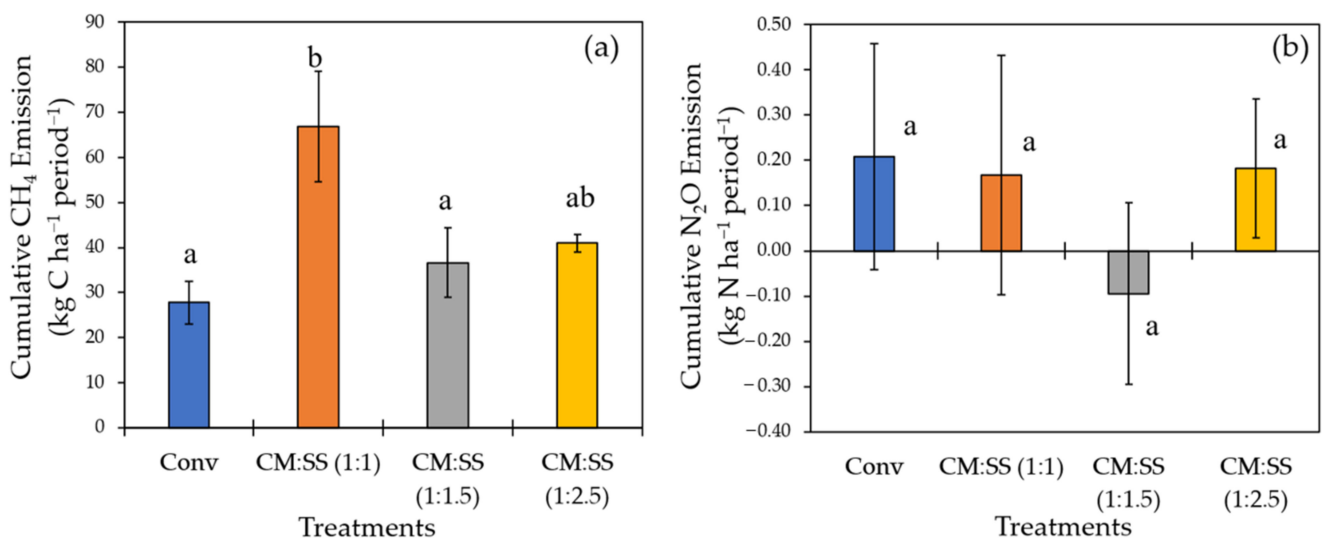 Cumulative CH₄ Emission
(kg C ha⁻¹ period⁻¹)
90
80
70
60
50
40
30
20
10
0
(a)
a
b
a
ab
Conv
CM:SS (1:1)
CM:SS
(1:1.5)
CM:SS
(1:2.5)
Treatments
Cumulative N₂O Emission
(kg N ha⁻¹ period⁻¹)
0.50
0.40
0.30
0.20
0.10
0.00
−0.10
−0.20
−0.30
−0.40
(b)
a
a
a
a
Conv
CM:SS (1:1)
CM:SS
(1:1.5)
CM:SS
(1:2.5)
Treatments